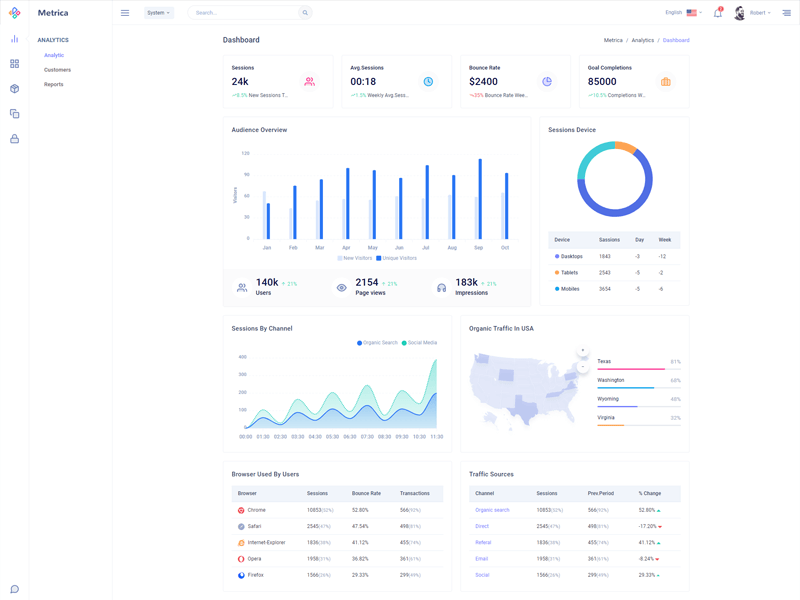 Metrica
System
Search...
English
Robert
ANALYTICS
Analytic
Customers
Reports
Dashboard
Metrica / Analytics / Dashboard
Sessions
24k
New Sessions T...
Avg.Sessions
00:18
1.5% Weekly Avg.Sess...
Bounce Rate
$2400
35% Bounce Rate Wee...
Goal Completions
85000
10.5% Completions W...
Audience Overview
Visitors
120
90
60
30
0
Jan Feb Mar Apr May Jun Jul Aug Sep Oct
New Visitors Unique Visitors
140k 21%
Users
2154
Page views
183k 21%
Impressions
Sessions Device
Device Sassions Day Week
Dasktops 1843 -3 -12
Tablets 2543 -5 -2
Mobiles 3654 -5 -6
Sessions By Channel
Organic Search Social Media
400
300
200
100
0
00:00 01:30 02:30 03:30 04:30 05:30 06:30 07:30 08:30 09:30 10:30 11:30
Organic Traffic In USA
+
-
Texas 81%
Washington 68%
Wyoming 48%
Virginia 32%
Browser Used By Users
Browser Sessions Bounce Rate Transactions
Chrome 10853(52%) 52.80% 566(92%)
Safari 2545(47%) 47.54% 498(81%)
Internet-Explorer 1836(38%) 41.12% 455(74%)
Opera 1958(31%) 36.82% 361(61%)
Firefox 1566(26%) 29.33% 299(49%)
Traffic Sources
Channel Sessions Prev.Period % Change
Organic search 10853(52%) 566(92%) 52.80%
Direct 2545(47%) 498(81%) -17.20%
Referal 1836(38%) 455(74%) 41.12%
Email 1958(31%) 361(61%) -8.24%
Social 1566(26%) 299(49%) 29.33%